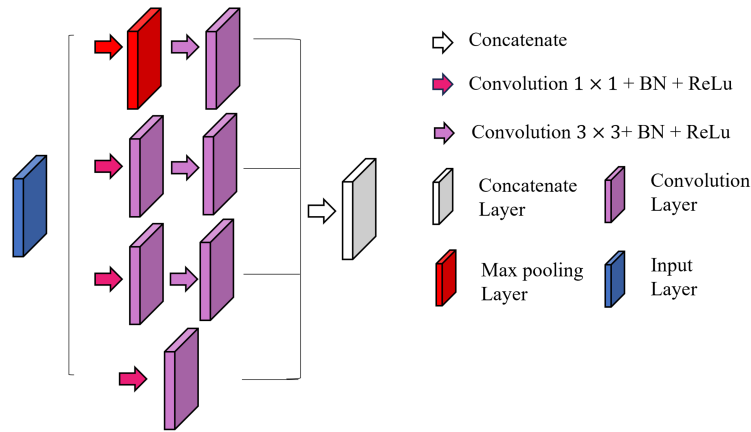 Concatenate
Convolution 1 × 1 + BN + ReLu
Convolution 3 × 3+ BN + ReLu
Concatenate
Layer
Convolution
Layer
Max pooling
Layer
Input
Layer